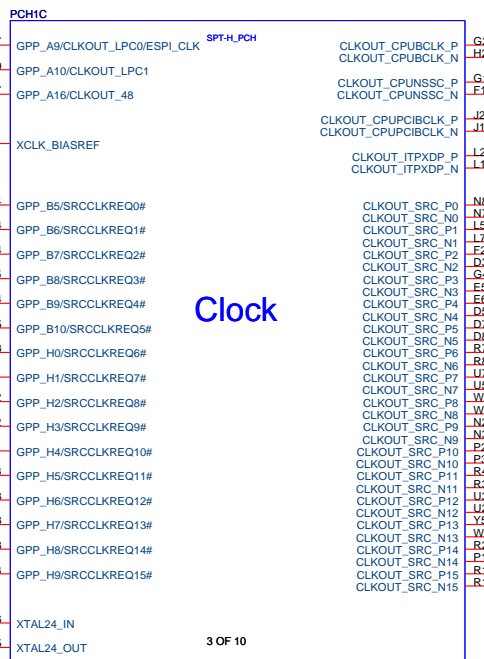 PCH1C
SPT-H_PCH
GPP_A9/CLKOUT_LPC0/ESPI_CLK
GPP_A10/CLKOUT_LPC1
GPP_A16/CLKOUT_48
XCLK_BIASREF
GPP_B5/SRCCLKREQ0#
GPP_B6/SRCCLKREQ1#
GPP_B7/SRCCLKREQ2#
GPP_B8/SRCCLKREQ3#
GPP_B9/SRCCLKREQ4#
GPP_B10/SRCCLKREQ5#
GPP_H0/SRCCLKREQ6#
GPP_H1/SRCCLKREQ7#
GPP_H2/SRCCLKREQ8#
GPP_H3/SRCCLKREQ9#
GPP_H4/SRCCLKREQ10#
GPP_H5/SRCCLKREQ11#
GPP_H6/SRCCLKREQ12#
GPP_H7/SRCCLKREQ13#
GPP_H8/SRCCLKREQ14#
GPP_H9/SRCCLKREQ15#
XTAL24_IN
XTAL24_OUT
Clock
3 OF 10
CLKOUT_CPUBCLK_P
CLKOUT_CPUBCLK_N
CLKOUT_CPUNSSC_P
CLKOUT_CPUNSSC_N
CLKOUT_CPUPCIBCLK_P
CLKOUT_CPUPCIBCLK_N
CLKOUT_ITPXDP_P
CLKOUT_ITPXDP_N
CLKOUT_SRC_P0
CLKOUT_SRC_N0
CLKOUT_SRC_P1
CLKOUT_SRC_N1
CLKOUT_SRC_P2
CLKOUT_SRC_N2
CLKOUT_SRC_P3
CLKOUT_SRC_N3
CLKOUT_SRC_P4
CLKOUT_SRC_N4
CLKOUT_SRC_P5
CLKOUT_SRC_N5
CLKOUT_SRC_P6
CLKOUT_SRC_N6
CLKOUT_SRC_P7
CLKOUT_SRC_N7
CLKOUT_SRC_P8
CLKOUT_SRC_N8
CLKOUT_SRC_P9
CLKOUT_SRC_N9
CLKOUT_SRC_P10
CLKOUT_SRC_N10
CLKOUT_SRC_P11
CLKOUT_SRC_N11
CLKOUT_SRC_P12
CLKOUT_SRC_N12
CLKOUT_SRC_P13
CLKOUT_SRC_N13
CLKOUT_SRC_P14
CLKOUT_SRC_N14
CLKOUT_SRC_P15
CLKOUT_SRC_N15